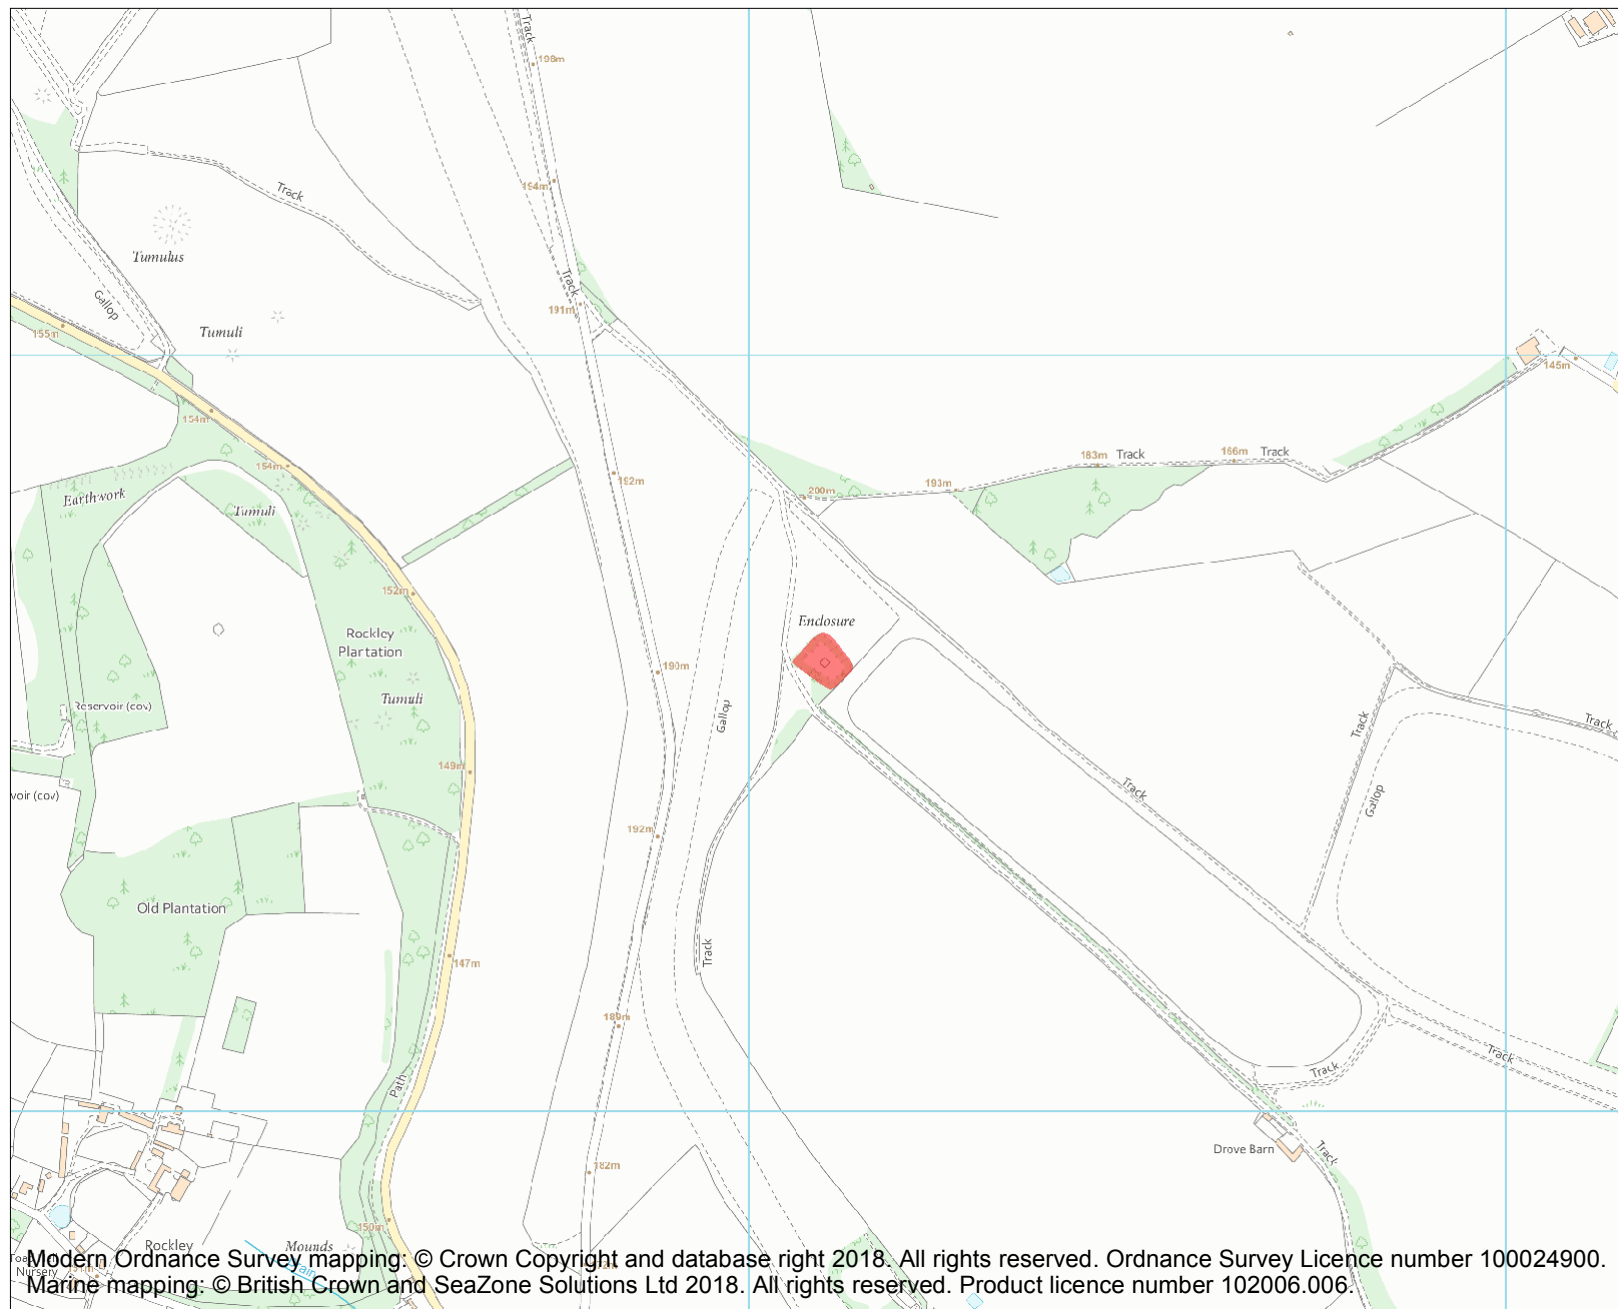 Track
198m
194m
Track
Tumulus
Gallop
Track
191m
155m
Tumuli
145m
154m
154m
183m
Track
166m
Track
192m
200m
193m
Earthwork
Tumuli
152m
Enclosure
Rockley
Plantation
190m
Tumuli
Reservoir (cov)
Gallop
Track
Track
149m
Track
Gallop
voir (cov)
192m
Old Plantation
Track
147m
189m
Track
Track
Path
Drove Barn
Track
182m
150m
Rockley
Mounds
Drain
Nursery
Modern Ordnance Survey mapping: © Crown Copyright and database right 2018. All rights reserved. Ordnance Survey Licence number 100024900.
Marine mapping: © British Crown and SeaZone Solutions Ltd 2018. All rights reserved. Product licence number 102006.006.